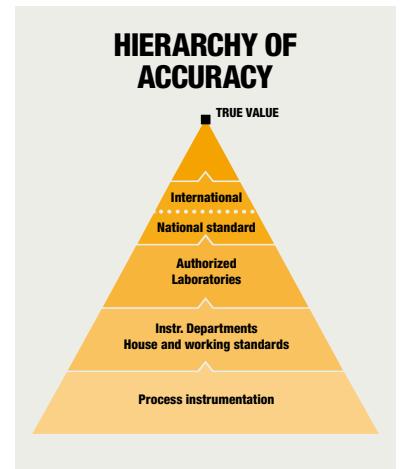 HIERARCHY OF
ACCURACY
TRUE VALUE
International
National standard
Authorized
Laboratories
Instr. Departments
House and working standards
Process instrumentation